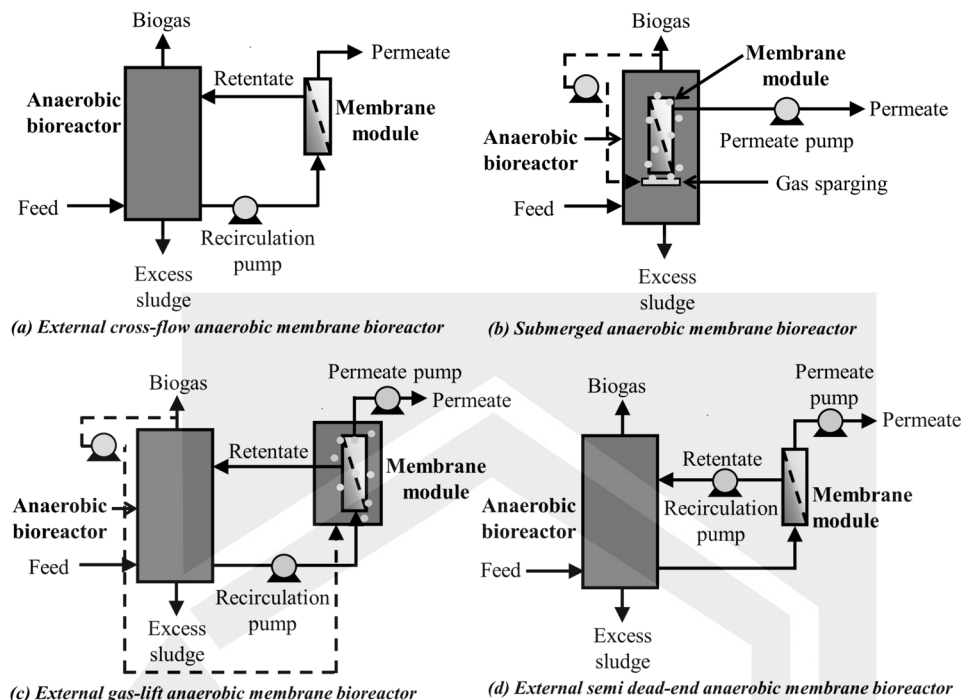 Biogas
Permeate
Retentate
Anaerobic
bioreactor
Membrane
module
Feed
Recirculation
pump
Excess
sludge
(a) External cross-flow anaerobic membrane bioreactor
Biogas
Membrane
module
Permeate
Permeate pump
Anaerobic
bioreactor
Gas sparging
Feed
Excess
sludge
(b) Submerged anaerobic membrane bioreactor
Permeate pump
Biogas
Permeate
Retentate
Membrane
module
Anaerobic
bioreactor
Feed
Recirculation
pump
Excess
sludge
(c) External gas-lift anaerobic membrane bioreactor
Permeate
pump
Biogas
Permeate
Retentate
Recirculation
pump
Membrane
module
Anaerobic
bioreactor
Feed
Excess
sludge
(d) External semi dead-end anaerobic membrane bioreactor